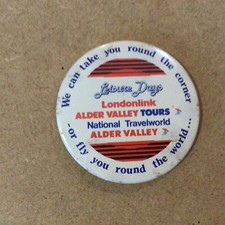 We can take you round the corner
Leisure Days
Londonlink
ALDER VALLEY TOURS
National Travelworld
ALDER VALLEY
or fly you round the world...